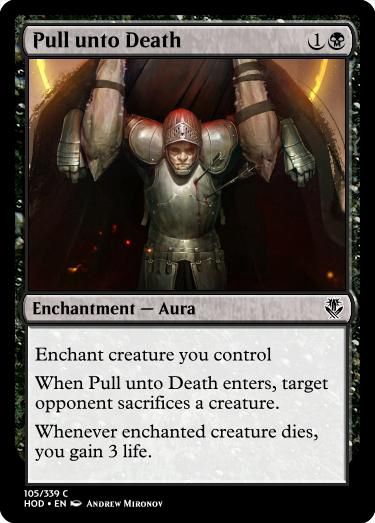 Pull unto Death 1
Enchantment — Aura
Enchant creature you control
When Pull unto Death enters, target
opponent sacrifices a creature.
Whenever enchanted creature dies,
you gain 3 life.
105/339 C
HOD • EN ANDREW MIRONOV